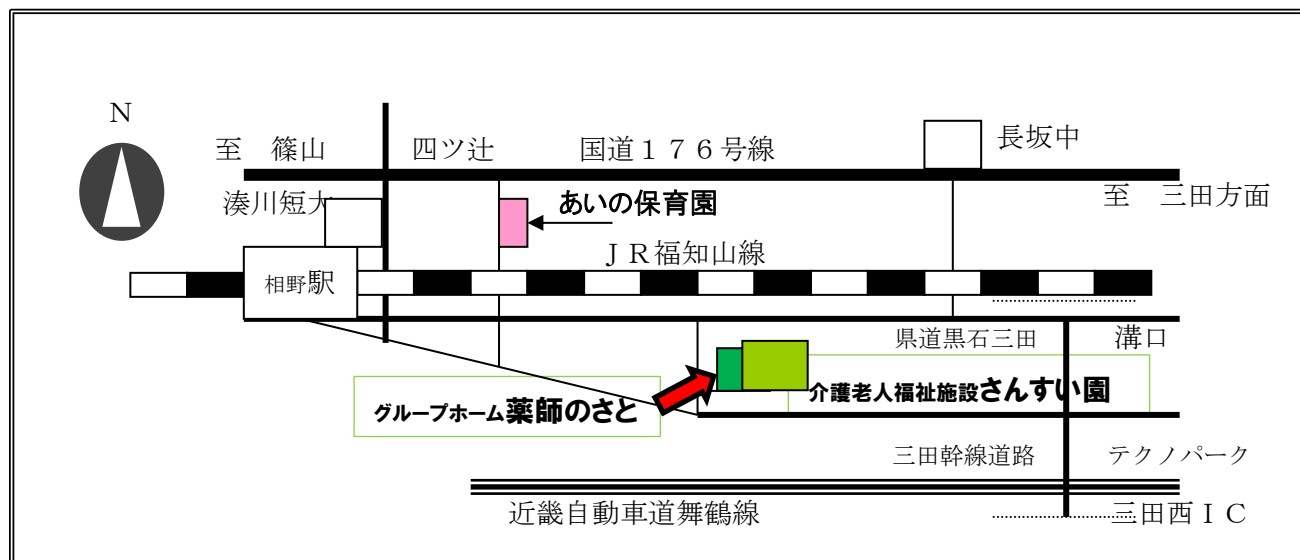 Ｎ
至　篠山
四ツ辻
国道１７６号線
長坂中
至　三田方面
湊川短大
あいの保育園
ＪＲ福知山線
相野駅
県道黒石三田
溝口
グループホーム薬師のさと
介護老人福祉施設さんすい園
三田幹線道路
テクノパーク
近畿自動車道舞鶴線
三田西ＩＣ